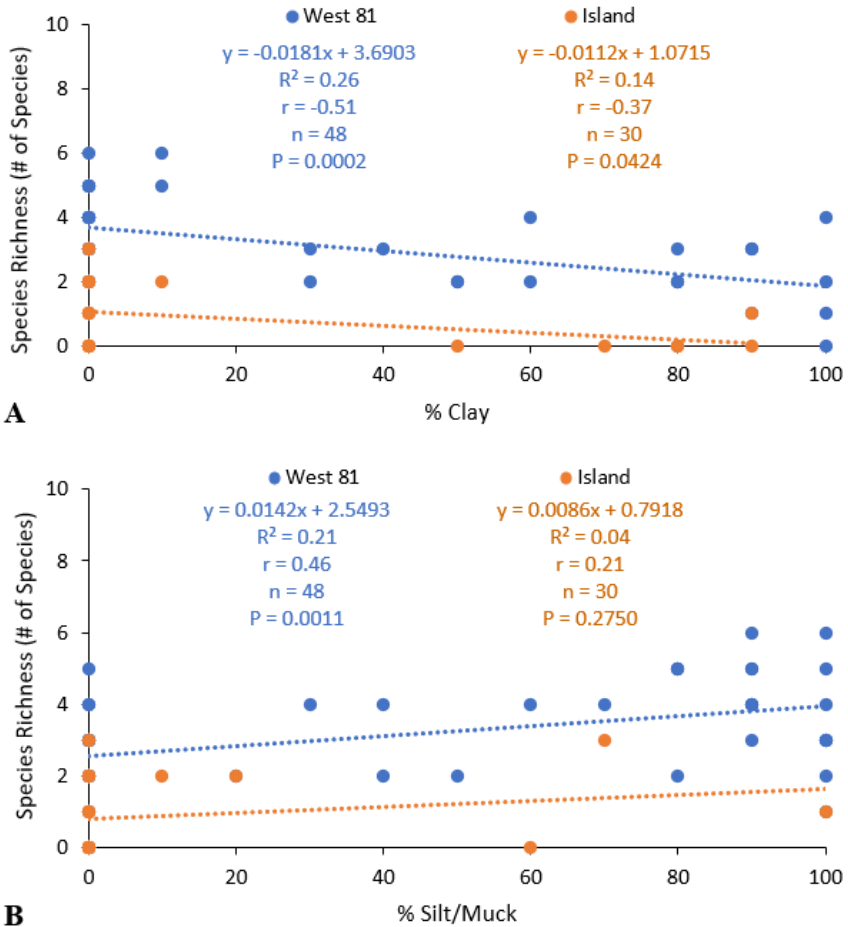 West 81
Island
y = -0.0181x + 3.6903
R² = 0.26
r = -0.51
n = 48
P = 0.0002
y = -0.0112x + 1.0715
R² = 0.14
r = -0.37
n = 30
P = 0.0424
Species Richness (# of Species)
10
8
6
4
2
0
0 20 40 60 80 100
% Clay
A
West 81
Island
y = 0.0142x + 2.5493
R² = 0.21
r = 0.46
n = 48
P = 0.0011
y = 0.0086x + 0.7918
R² = 0.04
r = 0.21
n = 30
P = 0.2750
Species Richness (# of Species)
10
8
6
4
2
0
0 20 40 60 80 100
% Silt/Muck
B